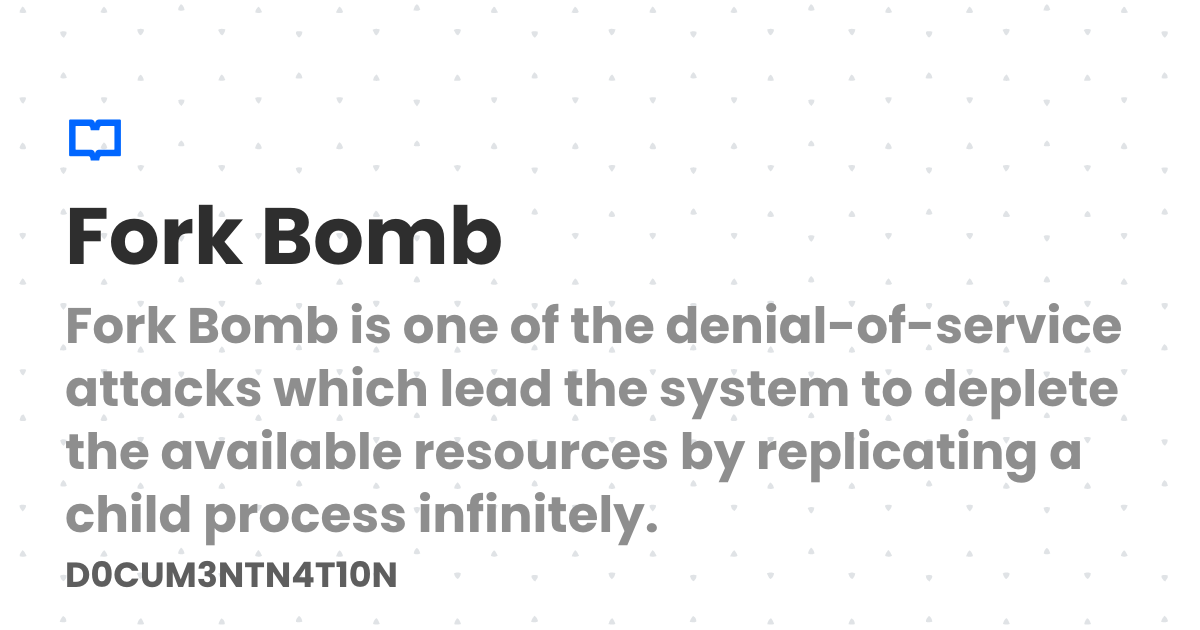 Fork Bomb
Fork Bomb is one of the denial-of-service
attacks which lead the system to deplete
the available resources by replicating a
child process infinitely.
D0CUM3NTN4T10N